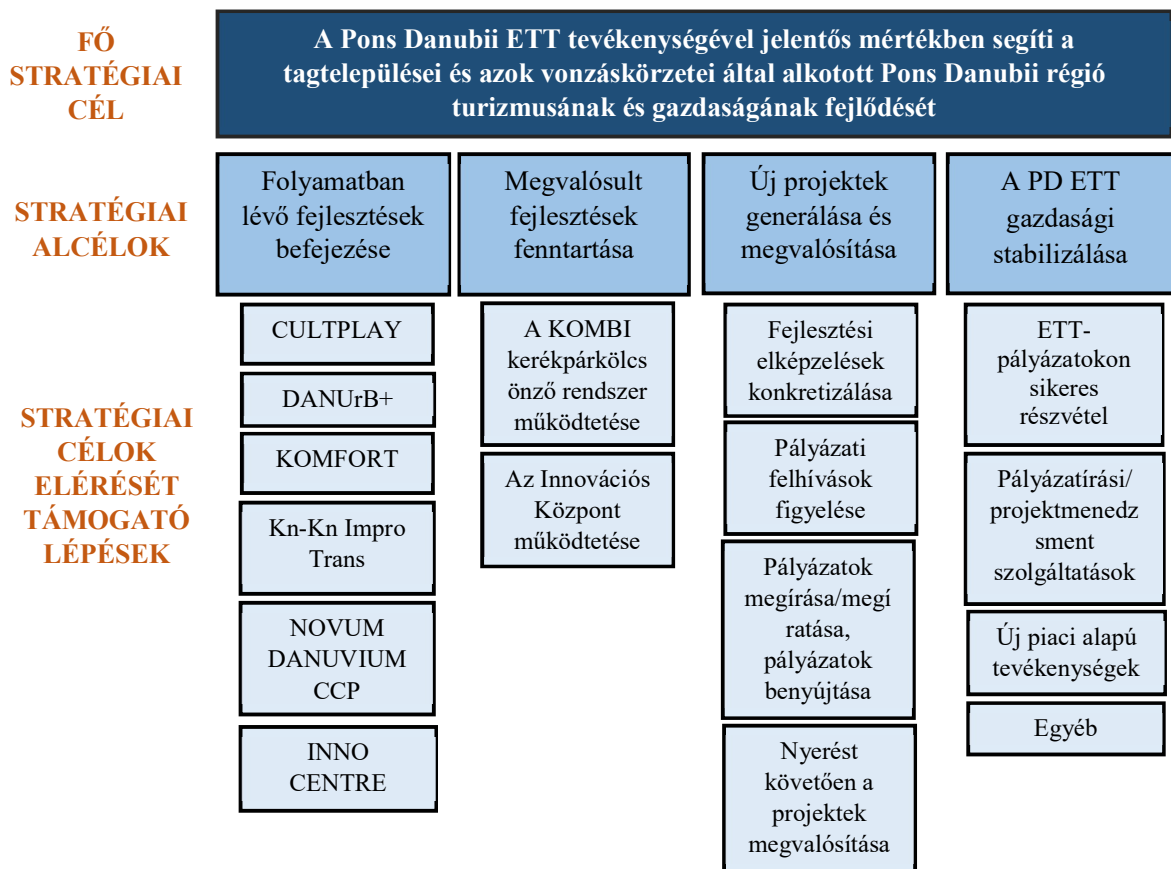 FŐ
STRATÉGIAI
CÉL
A Pons Danubii ETT tevékenységével jelentős mértékben segíti a
tagtelepülései és azok vonzáskörzetei által alkotott Pons Danubii régió
turizmusának és gazdaságának fejlődését
STRATÉGIAI
ALCÉLOK
Folyamatban
lévő fejlesztések
befejezése
Megvalósult
fejlesztések
fenntartása
Új projektek
generálása és
megvalósítása
A PD ETT
gazdasági
stabilizálása
STRATÉGIAI
CÉLOK
ELÉRÉSÉT
TÁMOGATÓ
LÉPÉSEK
CULTPLAY
DANUrB+
KOMFORT
Kn-Kn Impro
Trans
NOVUM
DANUVIUM
CCP
INNO
CENTRE
A KOMBI
kerékpárkölcs
önző rendszer
működtetése
Az Innovációs
Központ
működtetése
Fejlesztési
elképzelések
konkretizálása
Pályázati
felhívások
figyelése
Pályázatok
megírása/megí
ratása,
pályázatok
benyújtása
Nyerést
követően a
projektek
megvalósítása
ETT-
pályázatokon
sikeres
részvétel
Pályázatírási/
projektmenedz
sment
szolgáltatások
Új piaci alapú
tevékenységek
Egyéb